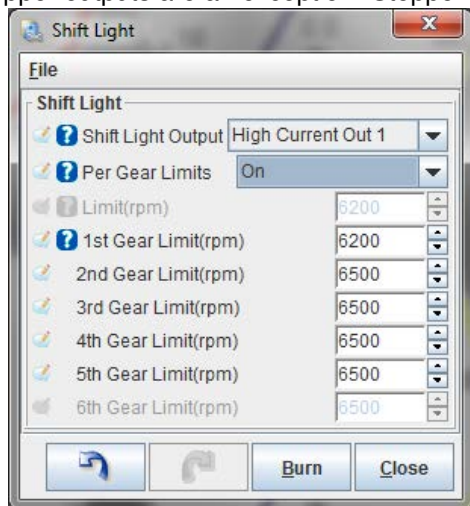 Shift Light
File
Shift Light
Shift Light Output High Current Out 1
Per Gear Limits On
Limit(rpm) 6200
1st Gear Limit(rpm) 6200
2nd Gear Limit(rpm) 6500
3rd Gear Limit(rpm) 6500
4th Gear Limit(rpm) 6500
5th Gear Limit(rpm) 6500
6th Gear Limit(rpm) 6500
Burn Close